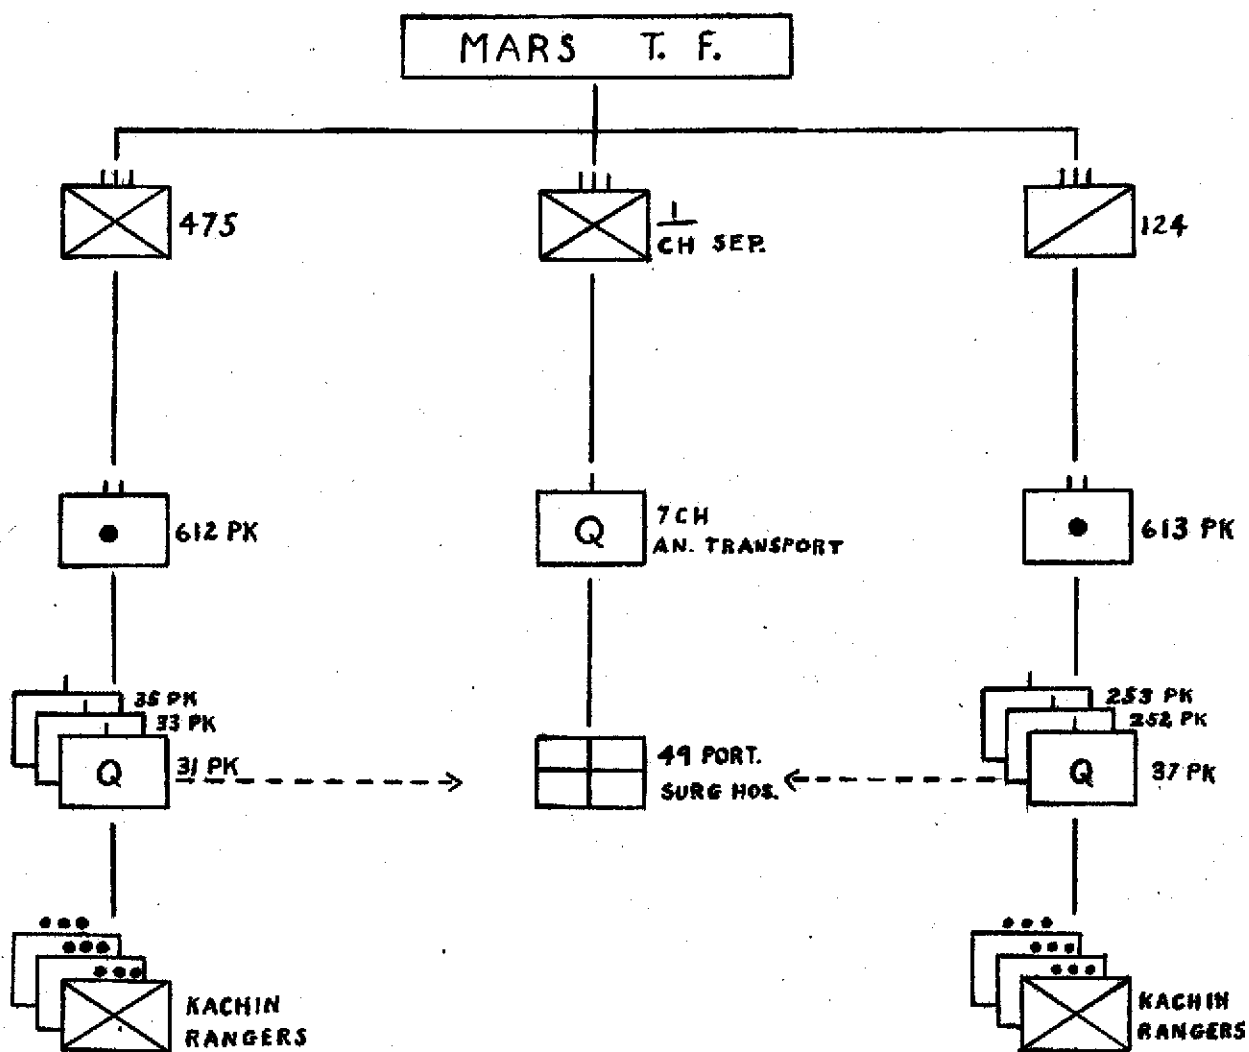 MARS T. F.
475
1
CH SEP.
124
612 PK
Q
7 CH
AN. TRANSPORT
613 PK
35 PK
33 PK
31 PK
Q
49 PORT.
SURG HOS.
253 PK
252 PK
37 PK
Q
KACHIN
RANGERS
KACHIN
RANGERS